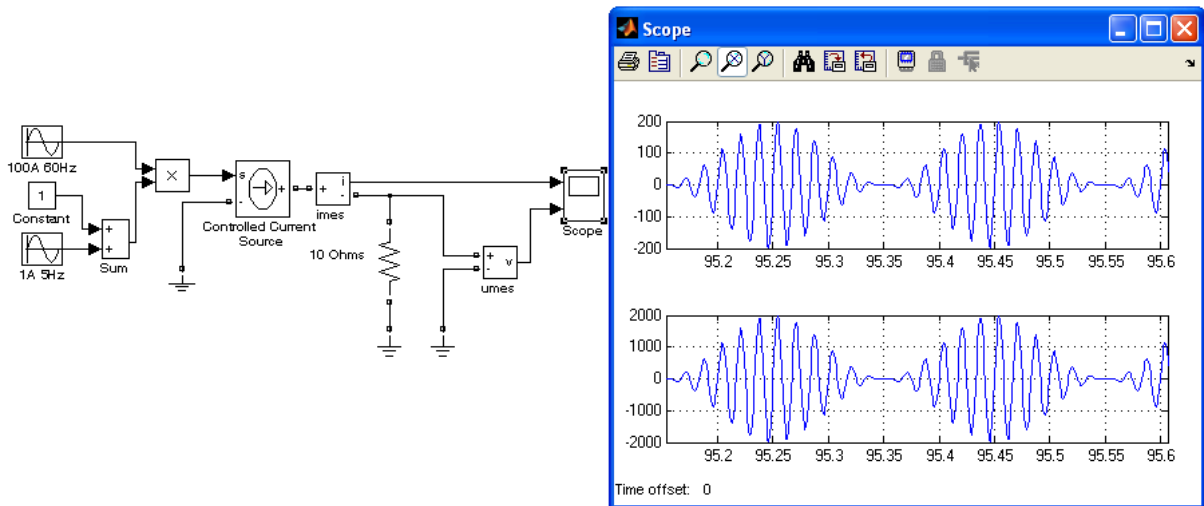 Scope
100A 60Hz
1
Constant
1A 5Hz
+
+
Sum
×
s
-
+
Controlled Current
Source
+
i
-
imes
10 Ohms
+
-
v
umes
Scope
200
100
0
-100
-200
95.2 95.25 95.3 95.35 95.4 95.45 95.5 95.55 95.6
2000
1000
0
-1000
-2000
95.2 95.25 95.3 95.35 95.4 95.45 95.5 95.55 95.6
Time offset: 0